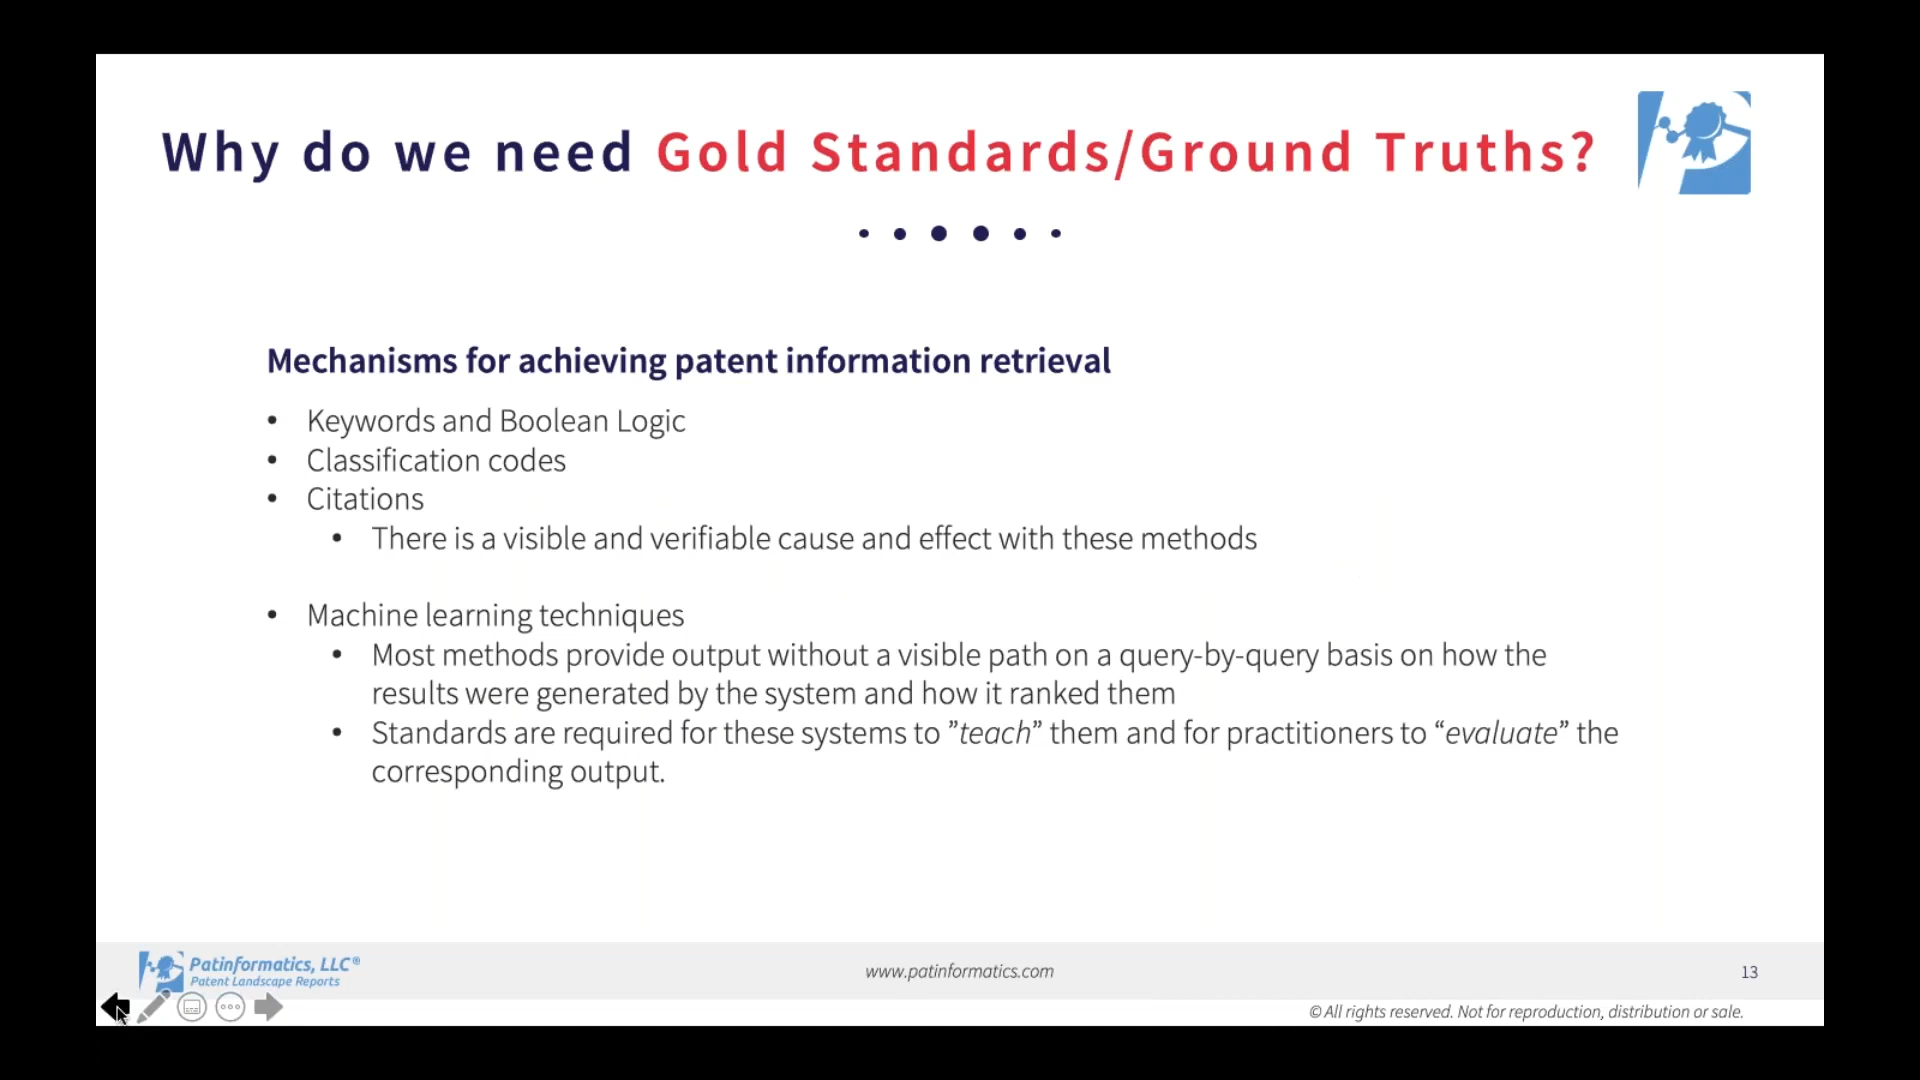 Why do we need Gold Standards/Ground Truths?
Mechanisms for achieving patent information retrieval
• Keywords and Boolean Logic
• Classification codes
• Citations
• There is a visible and verifiable cause and effect with these methods
• Machine learning techniques
• Most methods provide output without a visible path on a query-by-query basis on how the
results were generated by the system and how it ranked them
• Standards are required for these systems to ”teach” them and for practitioners to “evaluate” the
corresponding output.
Patinformatics, LLC®
Patent Landscape Reports
www.patinformatics.com
13
© All rights reserved. Not for reproduction, distribution or sale.